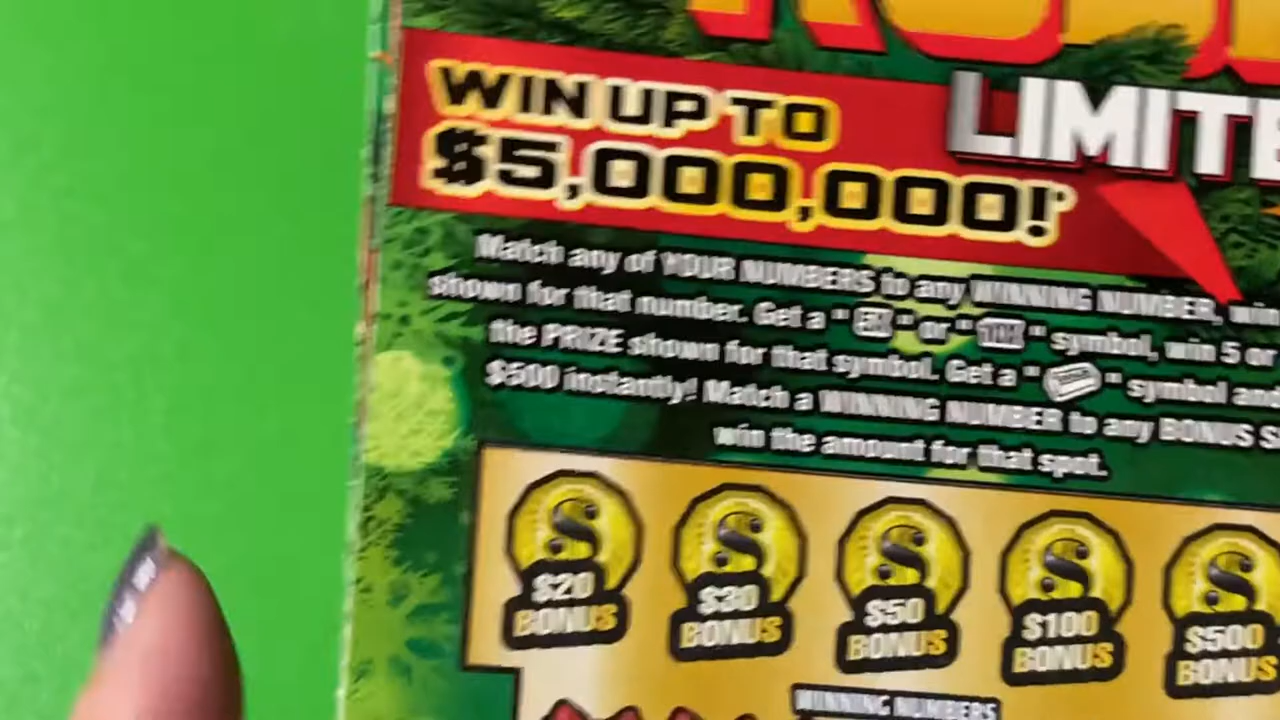 LIMITE
WIN UP TO
$5,000,000!*
Match any of YOUR NUMBERS to any WINNING NUMBER, win
shown for that number. Get a " 5X " or " 10X " symbol, win 5 or
the PRIZE shown for that symbol. Get a " " symbol and
$500 instantly! Match a WINNING NUMBER to any BONUS S
win the amount for that spot.
$20
BONUS
$30
BONUS
$50
BONUS
$100
BONUS
$500
BONUS
WINNING NUMBERS